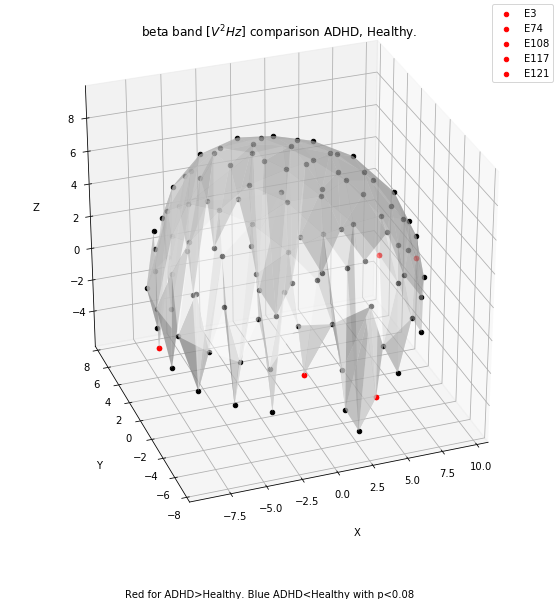 beta band [V²Hz] comparison ADHD, Healthy.
E3
E74
E108
E117
E121
Z
8
6
4
2
0
−2
−4
8
6
4
2
0
−2
−4
−6
−8
Y
−7.5
−5.0
−2.5
0.0
2.5
5.0
7.5
10.0
X
Red for ADHD>Healthy. Blue ADHD<Healthy with p<0.08